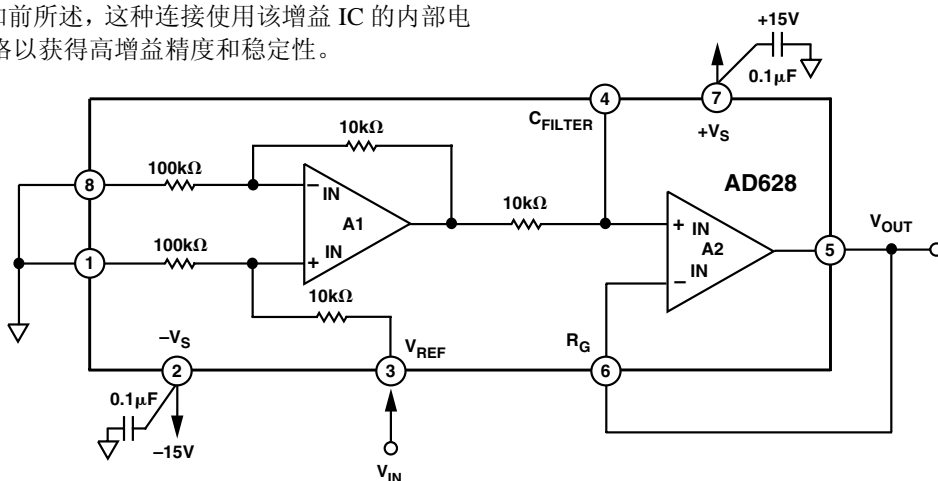 如前所述，这种连接使用该增益 IC 的内部电
络以获得高增益精度和稳定性。
+15V
0.1μF
4
7
CFILTER
+VS
10kΩ
100kΩ
8
–
IN
A1
IN
+
10kΩ
AD628
+
IN
A2
IN
–
VOUT
5
100kΩ
1
10kΩ
–VS
2
VREF
3
RG
6
0.1μF
–15V
VIN